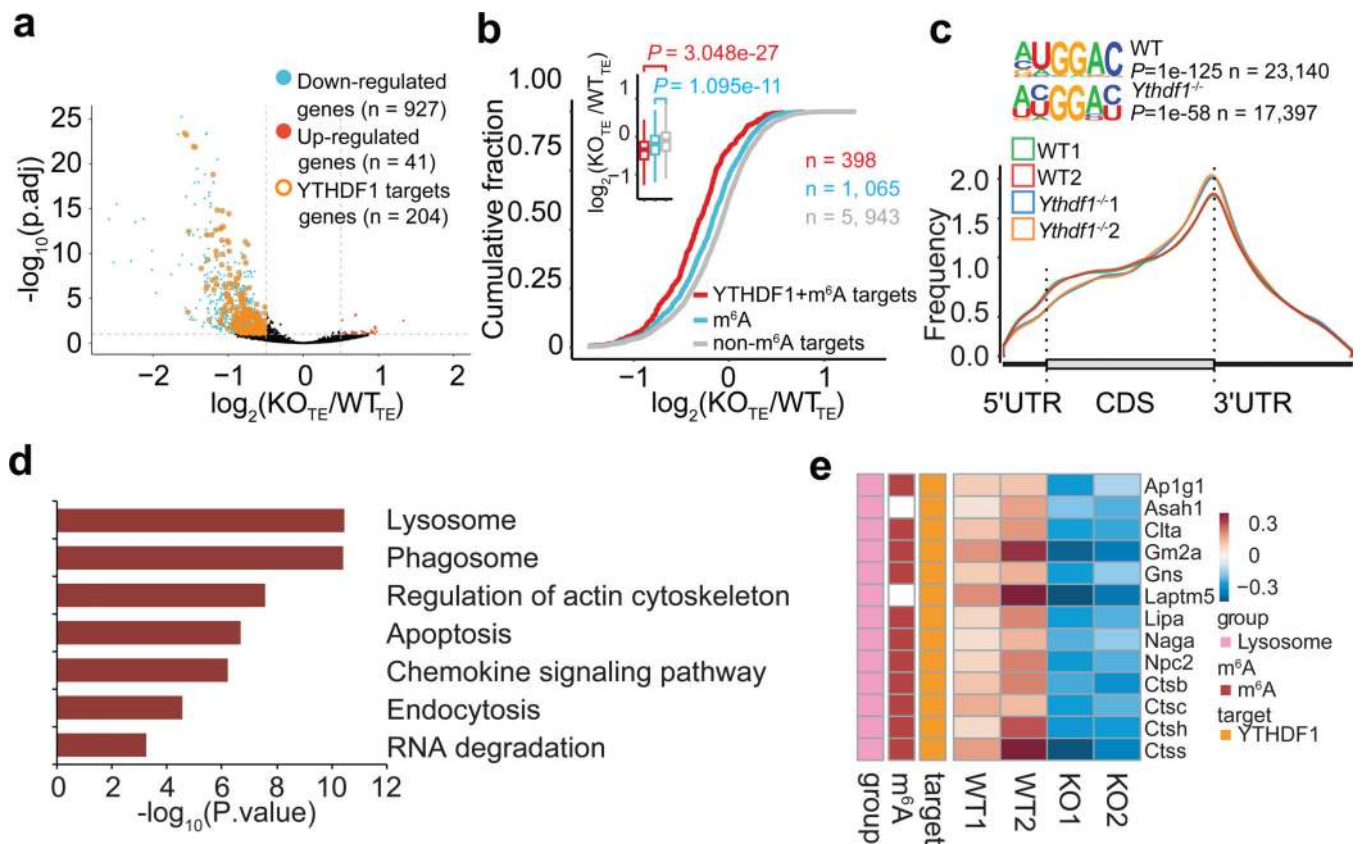 a
Down-regulated
genes (n = 927)
Up-regulated
genes (n = 41)
YTHDF1 targets
genes (n = 204)
-log10(p.adj)
25
20
15
10
5
0
−2 −1 0 1 2
log2(KOTE/WTTE)
b
Cumulative fraction
1.00
0.75
0.50
0.25
0
P = 3.048e-27
P = 1.095e-11
log2(KOTE /WTTE)
1
0
−1
n = 398
n = 1, 065
n = 5, 943
YTHDF1+m6A targets
m6A
non-m6A targets
−1 0 1
log2(KOTE/WTTE)
c
AUGGAC WT
P=1e-125 n = 23,140
ACGGAC Ythdf1-/-
P=1e-58 n = 17,397
WT1
WT2
Ythdf1-/-1
Ythdf1-/-2
Frequency
2.0
1.5
1.0
0.5
0.0
5'UTR CDS 3'UTR
d
Lysosome
Phagosome
Regulation of actin cytoskeleton
Apoptosis
Chemokine signaling pathway
Endocytosis
RNA degradation
0 2 4 6 8 10 12
-log10(P.value)
e
Ap1g1
Asah1
Clta
Gm2a
Gns
Laptm5
Lipa
Naga
Npc2
Ctsb
Ctsc
Ctsh
Ctss
0.3
0
−0.3
group
Lysosome
m6A
m6A
target
YTHDF1
group
m6A
target
WT1
WT2
KO1
KO2